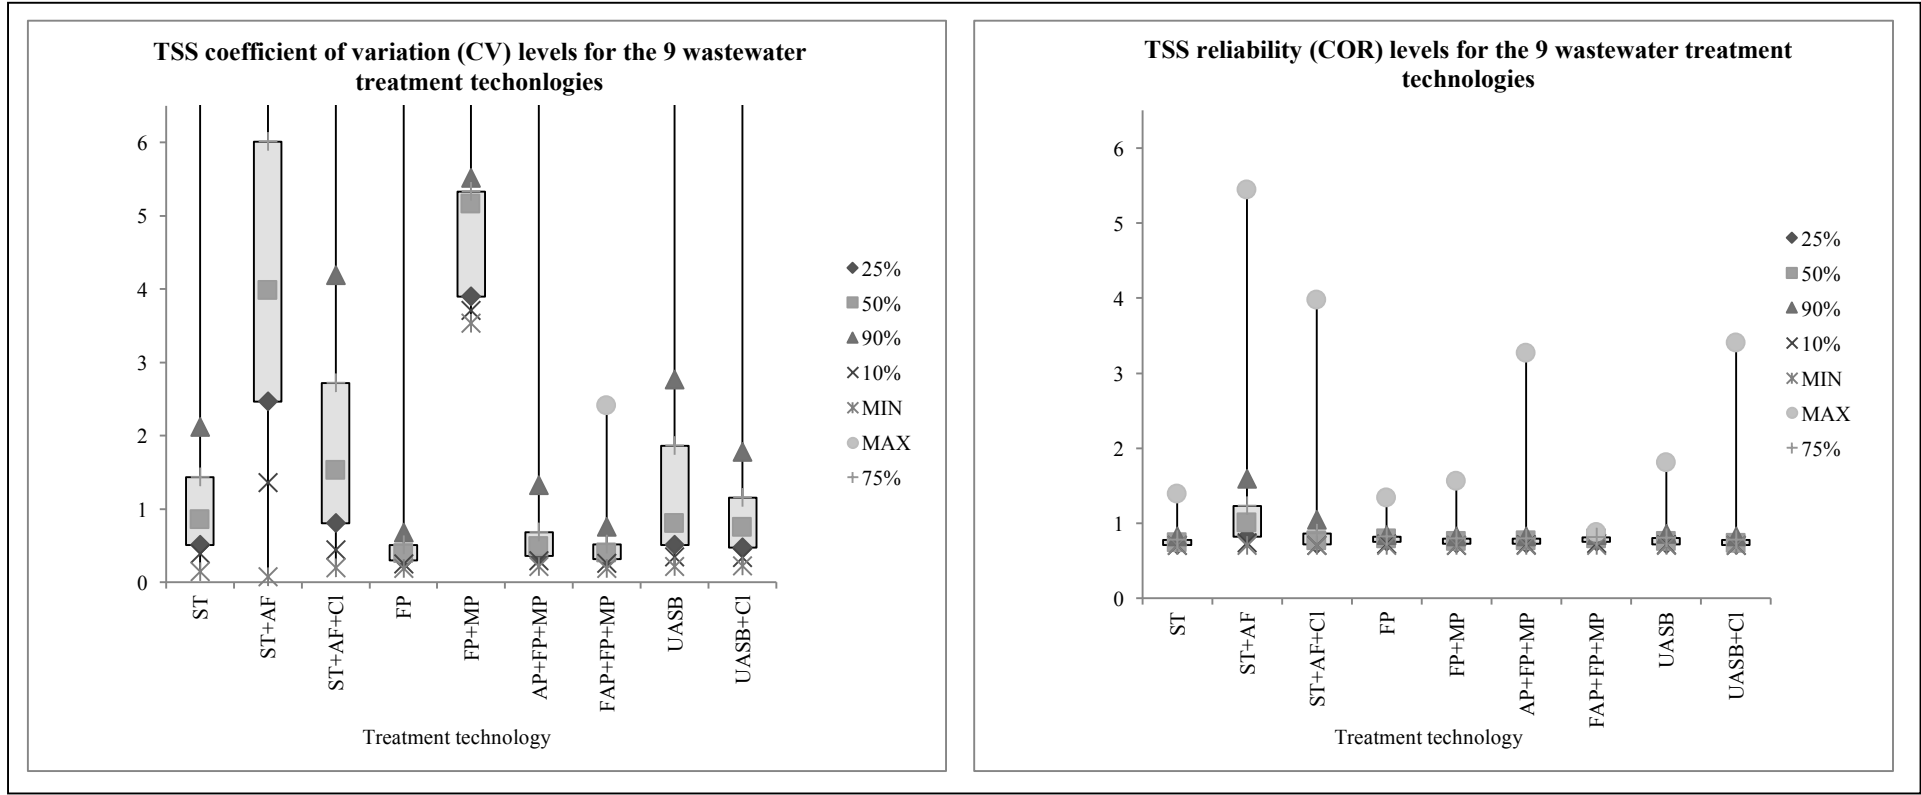 TSS coefficient of variation (CV) levels for the 9 wastewater
treatment techonlogies
6
5
4
3
2
1
0
ST
ST+AF
ST+AF+Cl
FP
FP+MP
AP+FP+MP
FAP+FP+MP
UASB
UASB+Cl
Treatment technology
25%
50%
90%
10%
MIN
MAX
75%
TSS reliability (COR) levels for the 9 wastewater treatment
technologies
6
5
4
3
2
1
0
ST
ST+AF
ST+AF+Cl
FP
FP+MP
AP+FP+MP
FAP+FP+MP
UASB
UASB+Cl
Treatment technology
25%
50%
90%
10%
MIN
MAX
75%